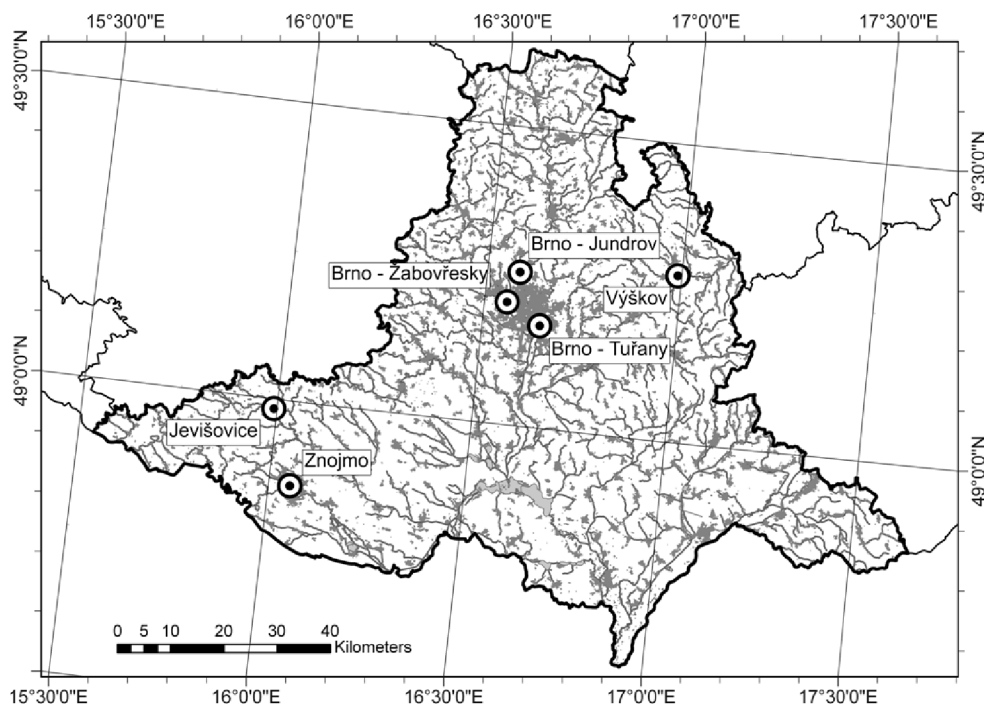 15°30'0"E 16°0'0"E 16°30'0"E 17°0'0"E 17°30'0"E
49°30'0"N
49°30'0"N
Brno - Jundrov
Brno - Žabovřesky
Výškov
Brno - Tuřany
49°0'0"N
Jevišovice
Znojmo
49°0'0"N
0 5 10 20 30 40
Kilometers
15°30'0"E 16°0'0"E 16°30'0"E 17°0'0"E 17°30'0"E